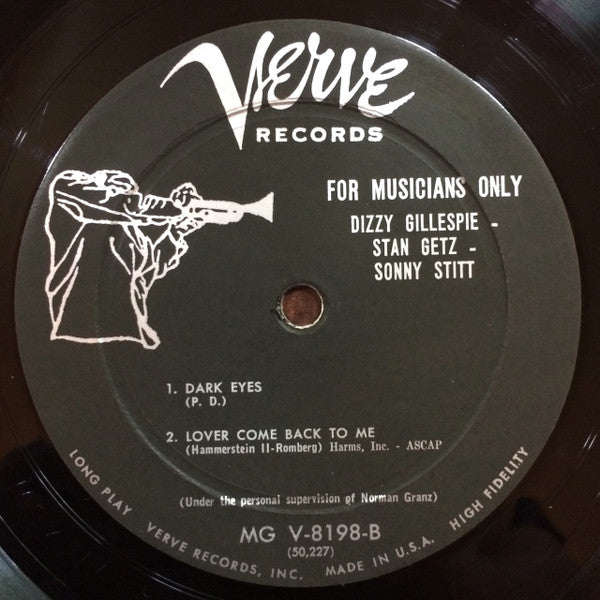 Verve
RECORDS
FOR MUSICIANS ONLY
DIZZY GILLESPIE -
STAN GETZ -
SONNY STITT
1. DARK EYES
(P. D.)
2. LOVER COME BACK TO ME
(Hammerstein II-Romberg) Harms, Inc. - ASCAP
(Under the personal supervision of Norman Granz)
MG V-8198-B
(50,227)
LONG PLAY VERVE RECORDS, INC. MADE IN U.S.A. HIGH FIDELITY